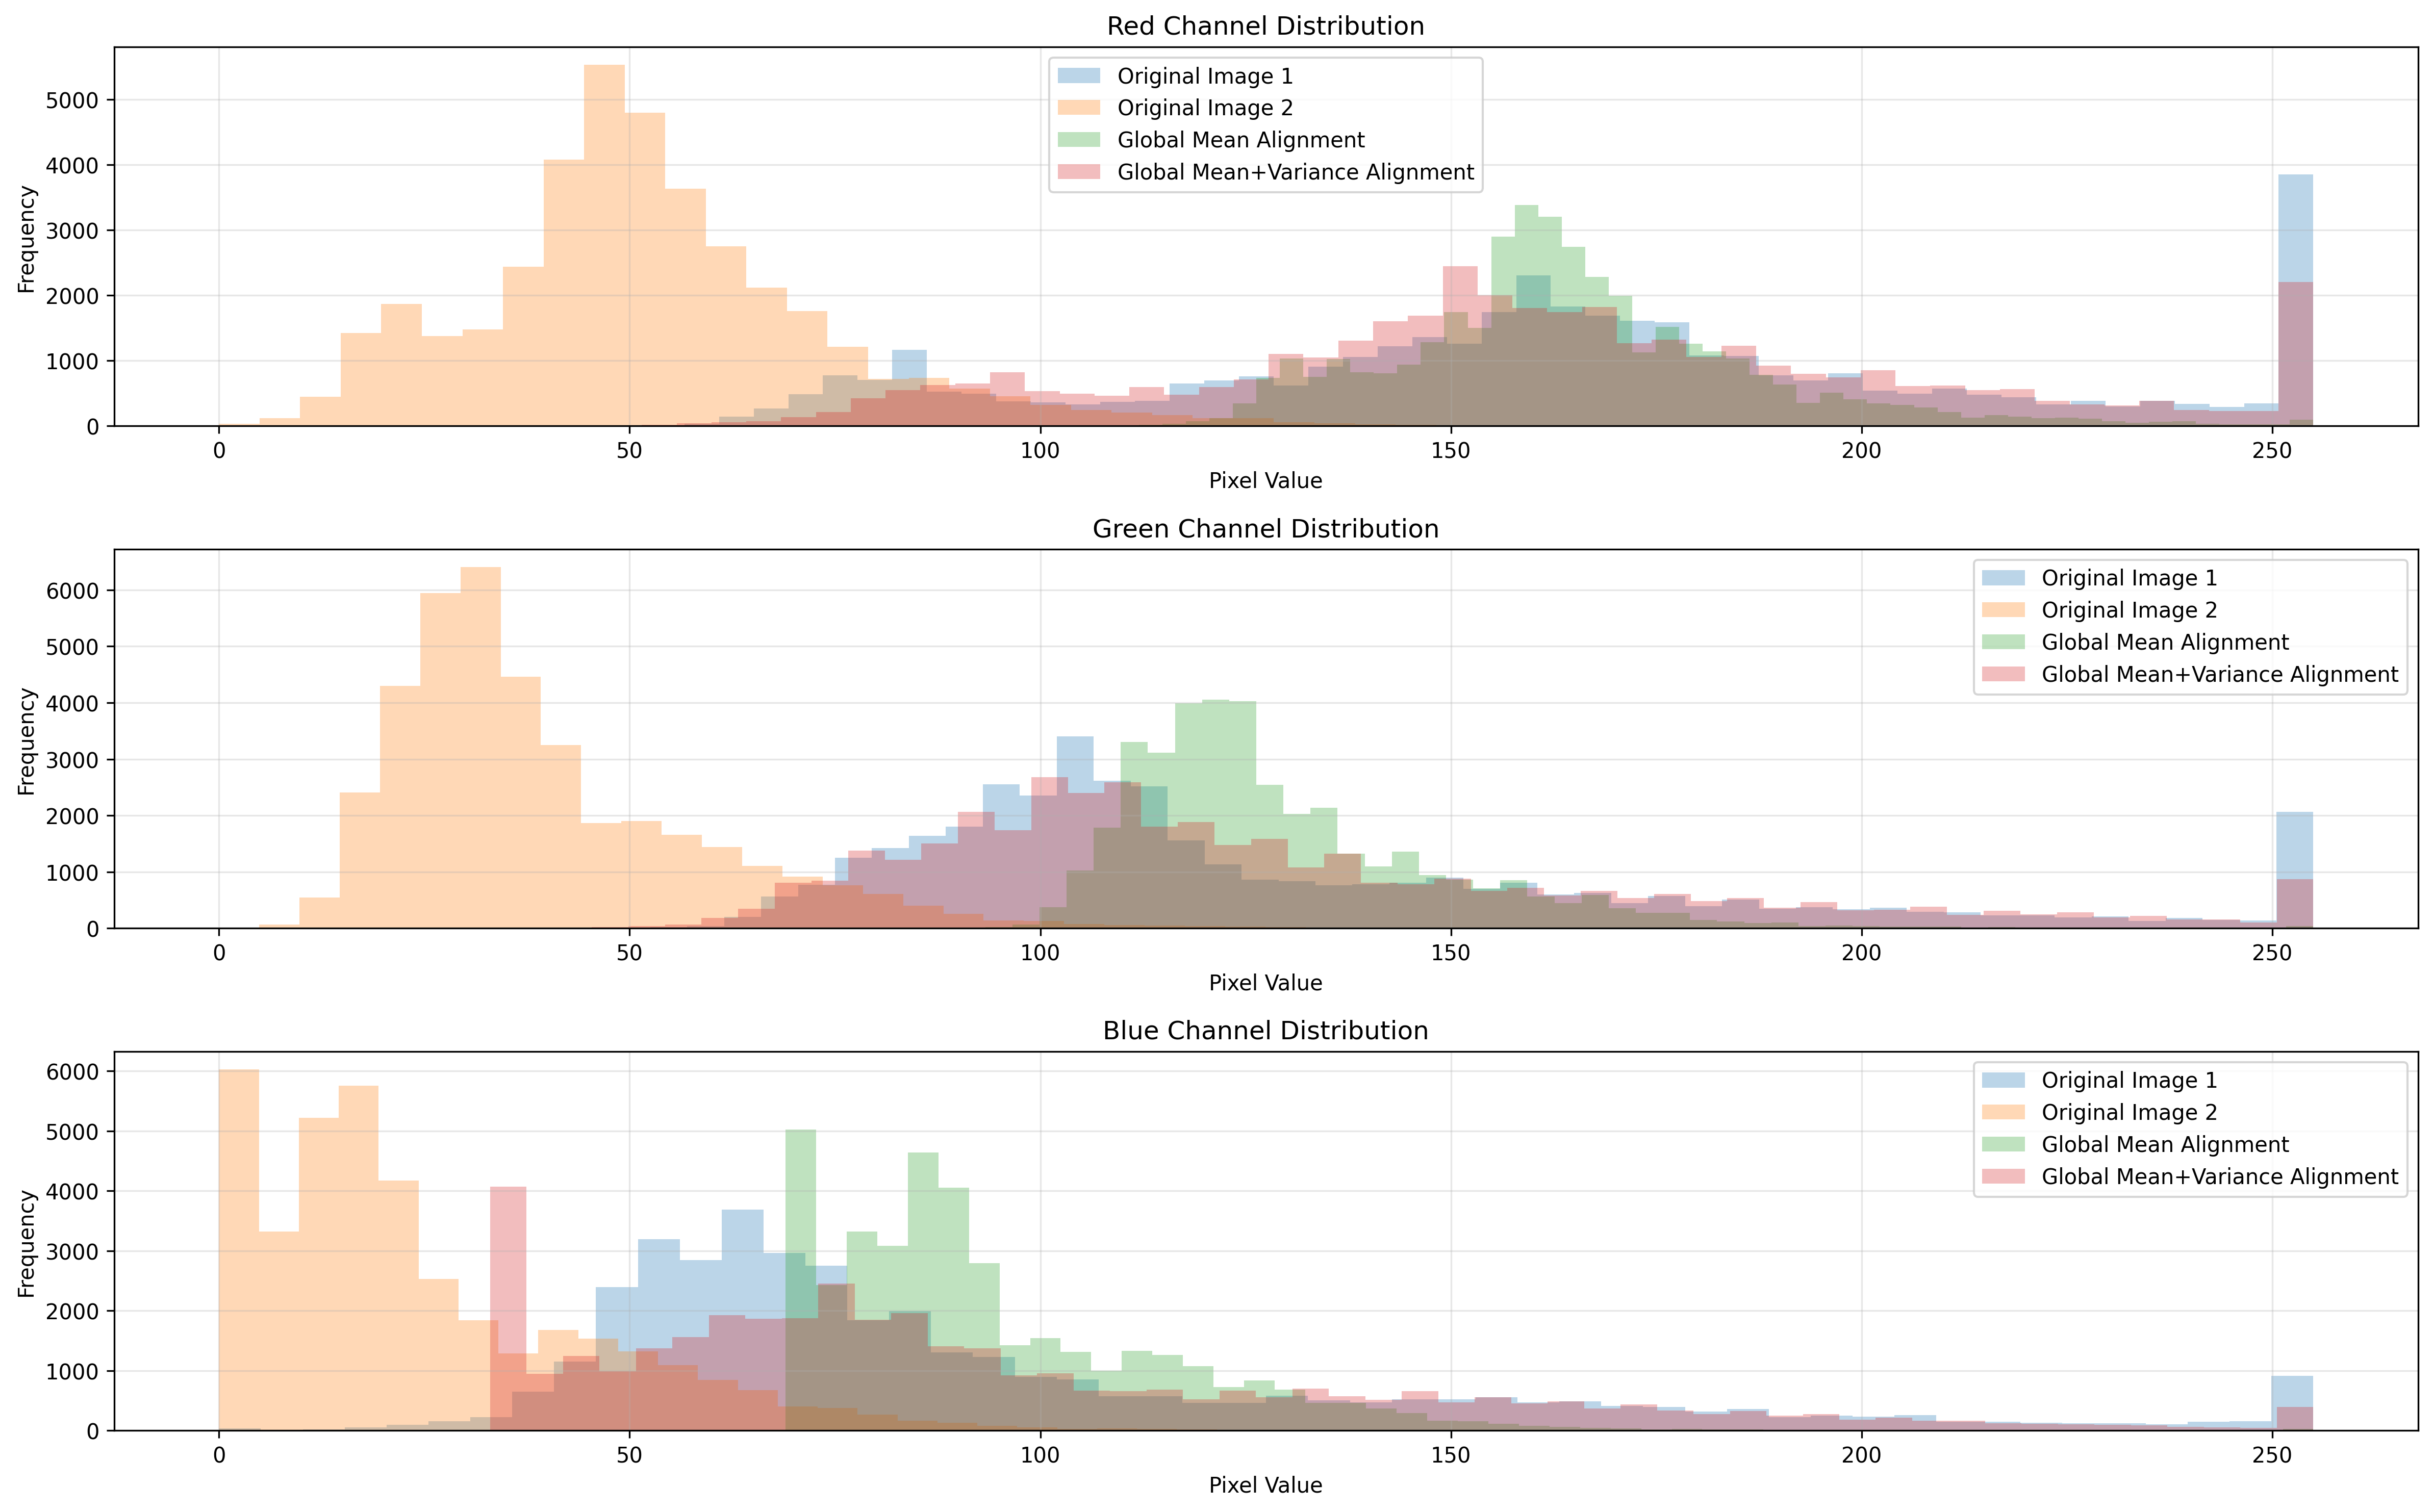 Red Channel Distribution
Original Image 1
Original Image 2
Global Mean Alignment
Global Mean+Variance Alignment
Frequency
5000
4000
3000
2000
1000
0
0 50 100 150 200 250
Pixel Value
Green Channel Distribution
Original Image 1
Original Image 2
Global Mean Alignment
Global Mean+Variance Alignment
Frequency
6000
5000
4000
3000
2000
1000
0
0 50 100 150 200 250
Pixel Value
Blue Channel Distribution
Original Image 1
Original Image 2
Global Mean Alignment
Global Mean+Variance Alignment
Frequency
6000
5000
4000
3000
2000
1000
0
0 50 100 150 200 250
Pixel Value